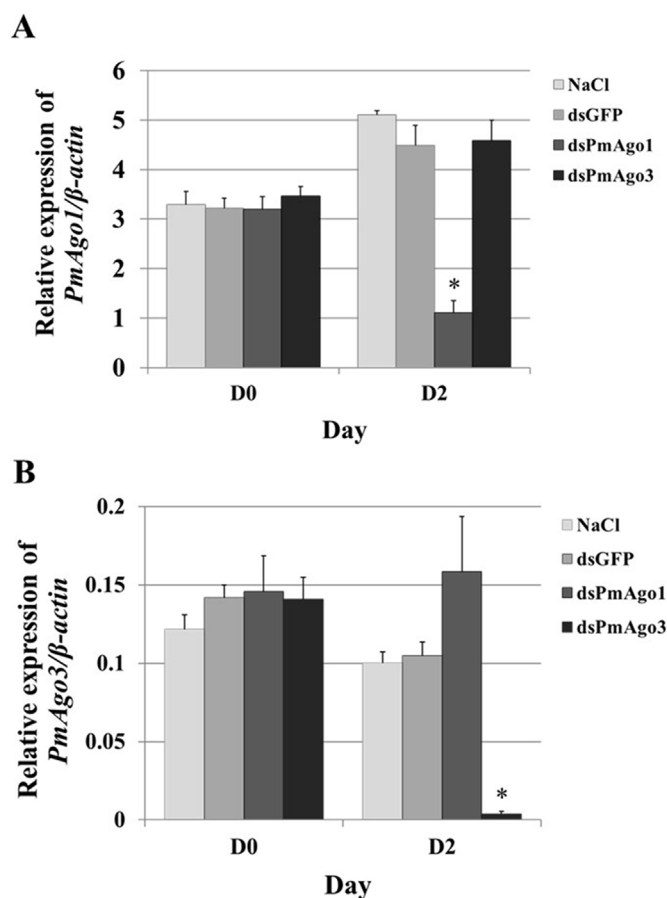 A
Relative expression of
PmAgo1/β-actin
6
5
4
3
2
1
0
*
D0
D2
Day
NaCl
dsGFP
dsPmAgo1
dsPmAgo3
B
Relative expression of
PmAgo3/β-actin
0.2
0.15
0.1
0.05
0
*
D0
D2
Day
NaCl
dsGFP
dsPmAgo1
dsPmAgo3